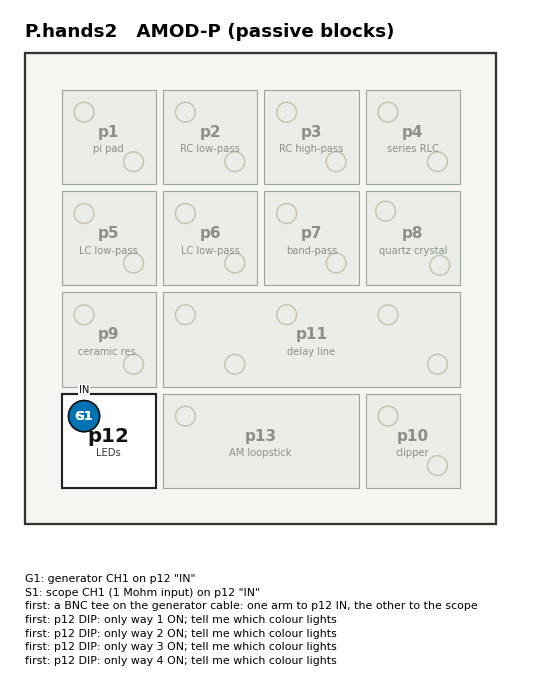 P.hands2 AMOD-P (passive blocks)
p1
pi pad
p2
RC low-pass
p3
RC high-pass
p4
series RLC
p5
LC low-pass
p6
LC low-pass
p7
band-pass
p8
quartz crystal
p9
ceramic res.
p11
delay line
IN
G1
p12
LEDs
p13
AM loopstick
p10
clipper
G1: generator CH1 on p12 "IN"
S1: scope CH1 (1 Mohm input) on p12 "IN"
first: a BNC tee on the generator cable: one arm to p12 IN, the other to the scope
first: p12 DIP: only way 1 ON; tell me which colour lights
first: p12 DIP: only way 2 ON; tell me which colour lights
first: p12 DIP: only way 3 ON; tell me which colour lights
first: p12 DIP: only way 4 ON; tell me which colour lights